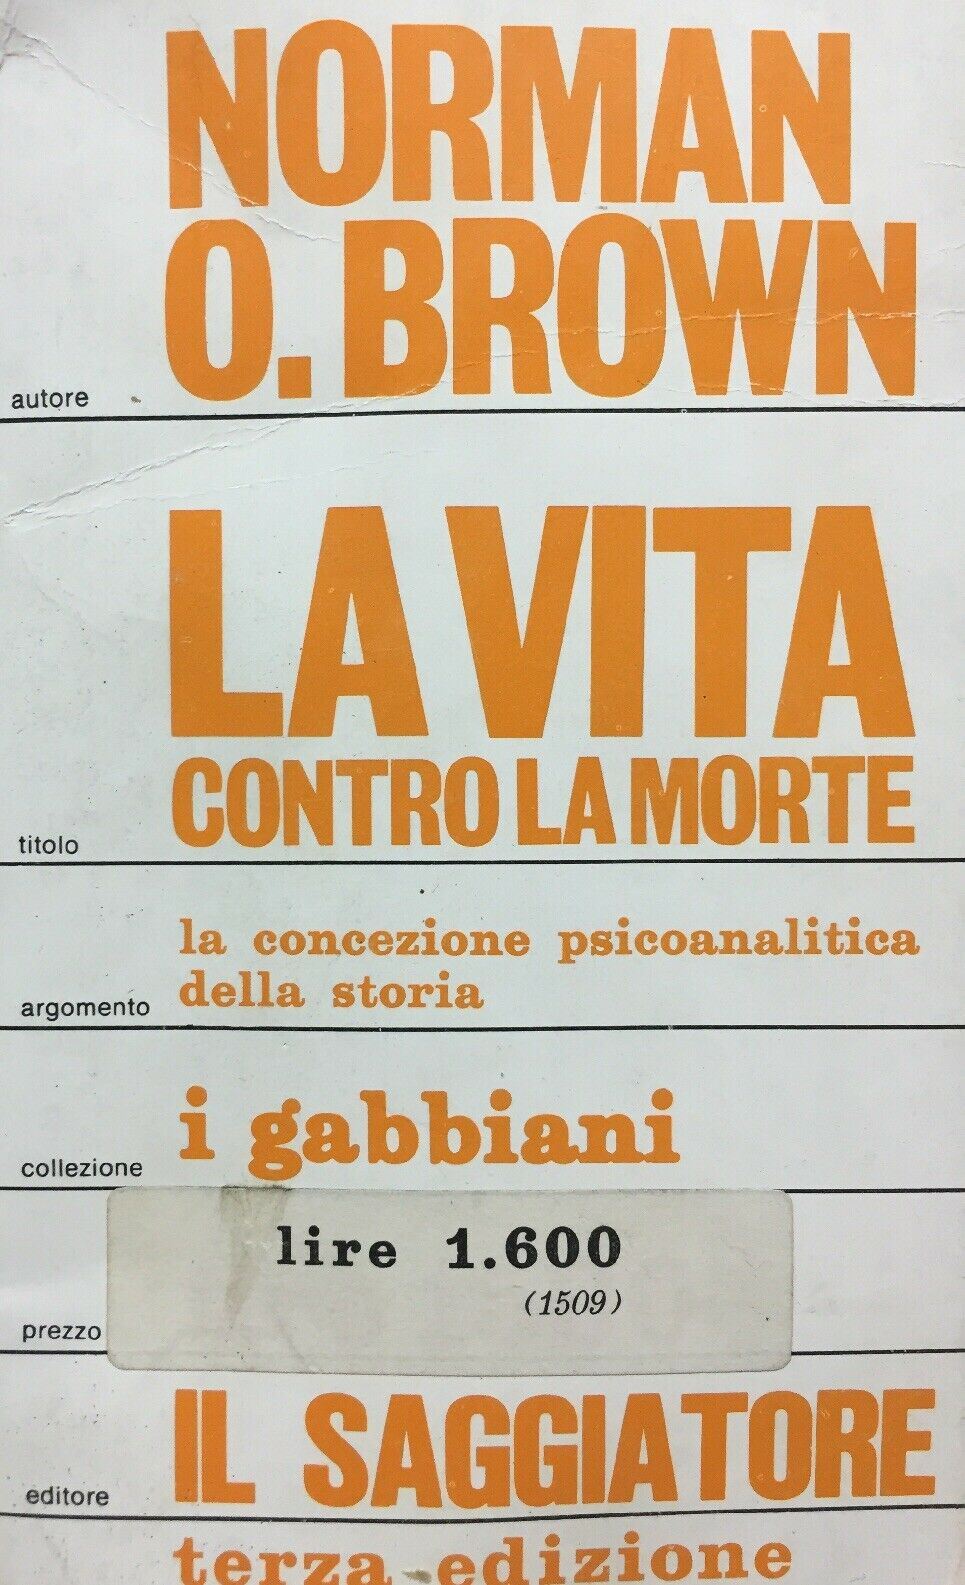 NORMAN
O. BROWN
autore
LA VITA
CONTRO LA MORTE
titolo
la concezione psicoanalitica
della storia
argomento
i gabbiani
collezione
lire 1.600
(1509)
prezzo
IL SAGGIATORE
editore
terza edizione